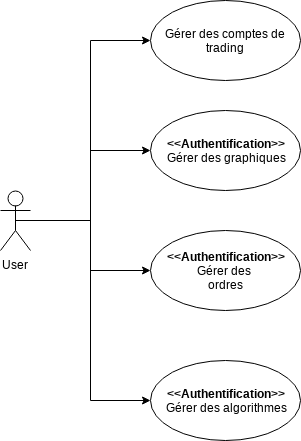 Gérer des comptes de
trading
<<Authentification>>
Gérer des graphiques
<<Authentification>>
Gérer des
ordres
User
<<Authentification>>
Gérer des algorithmes